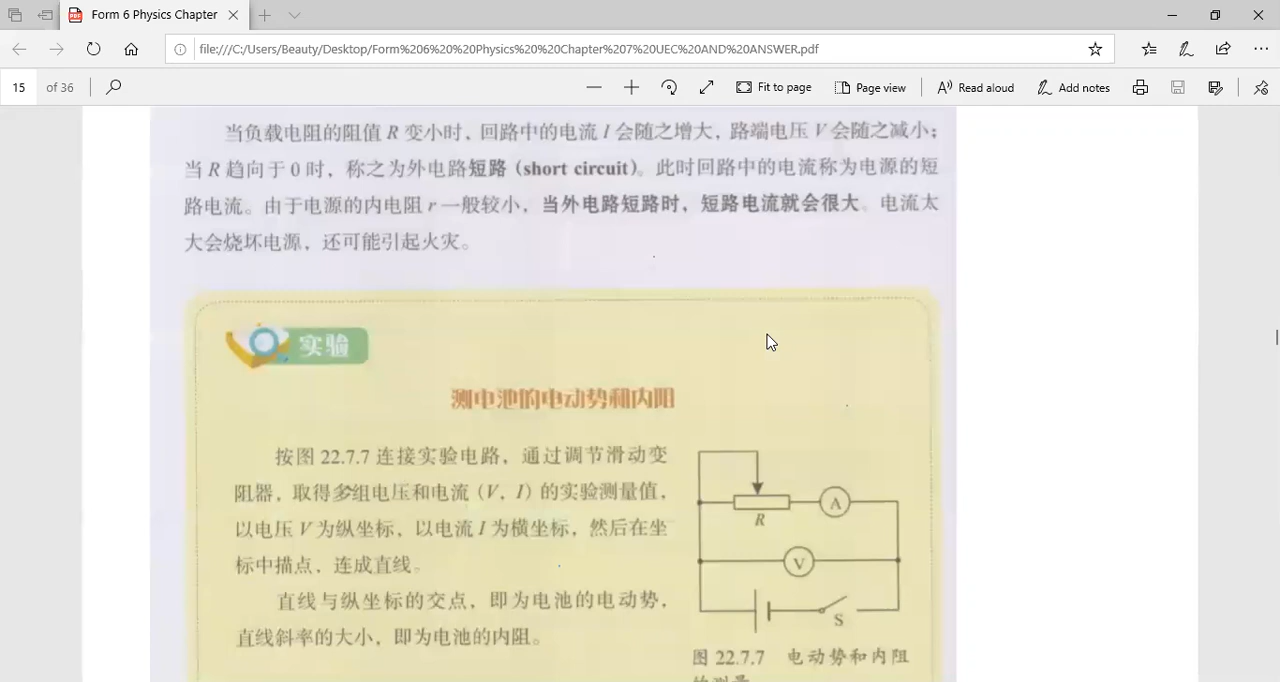 Form 6 Physics Chapter
file:///C:/Users/Beauty/Desktop/Form%206%20%20Physics%20%20Chapter%207%20UEC%20AND%20ANSWER.pdf
15 of 36
Fit to page
Page view
Read aloud
Add notes
当负载电阻的阻值 R 变小时，回路中的电流 I 会随之增大，路端电压 V 会随之减小；
当 R 趋向于 0 时，称之为外电路短路（short circuit）。此时回路中的电流称为电源的短
路电流。由于电源的内电阻 r 一般较小，当外电路短路时，短路电流就会很大。电流太
大会烧坏电源，还可能引起火灾。
实验
测电池的电动势和内阻
按图 22.7.7 连接实验电路，通过调节滑动变
阻器，取得多组电压和电流（V，I）的实验测量值，
以电压 V 为纵坐标，以电流 I 为横坐标，然后在坐
标中描点，连成直线。
直线与纵坐标的交点，即为电池的电动势，
直线斜率的大小，即为电池的内阻。
A
R
V
S
图 22.7.7 电动势和内阻
的测量